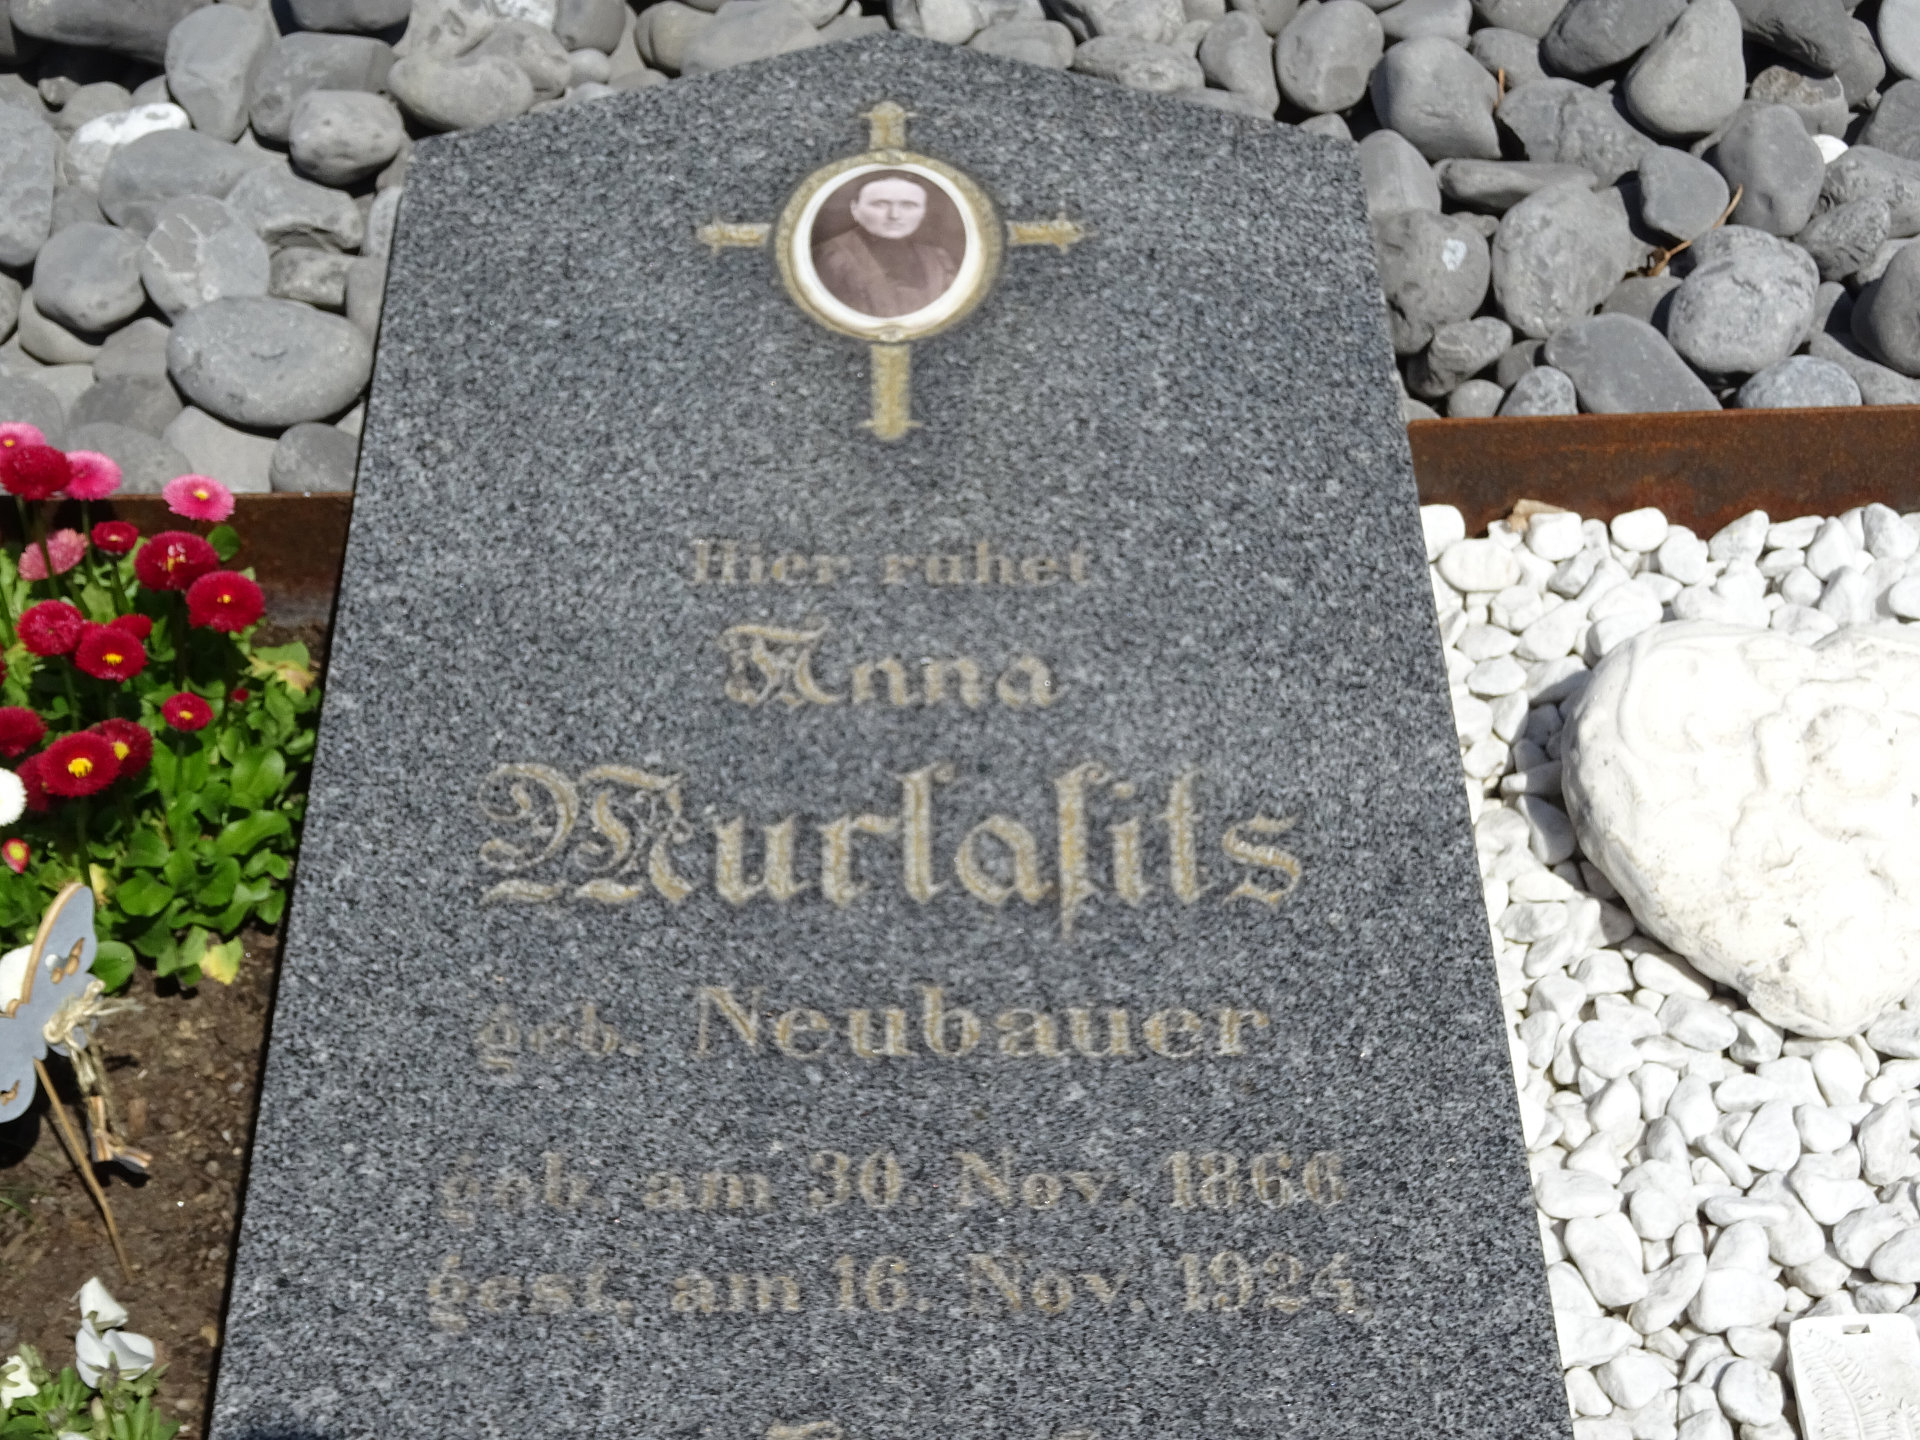 Hier ruhet
Anna
Murlaſits
geb. Neubauer
geb. am 30. Nov. 1866
gest. am 16. Nov. 1924